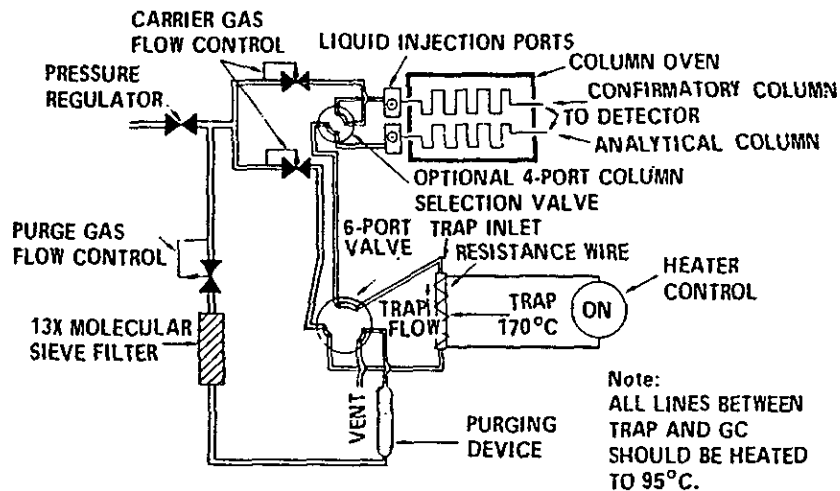 CARRIER GAS
FLOW CONTROL
LIQUID INJECTION PORTS
PRESSURE
REGULATOR
COLUMN OVEN
CONFIRMATORY COLUMN
TO DETECTOR
ANALYTICAL COLUMN
OPTIONAL 4-PORT COLUMN
SELECTION VALVE
PURGE GAS
FLOW CONTROL
6-PORT
VALVE
TRAP INLET
RESISTANCE WIRE
HEATER
CONTROL
ON
TRAP
FLOW
TRAP
170°C
13X MOLECULAR
SIEVE FILTER
VENT
PURGING
DEVICE
Note:
ALL LINES BETWEEN
TRAP AND GC
SHOULD BE HEATED
TO 95°C.